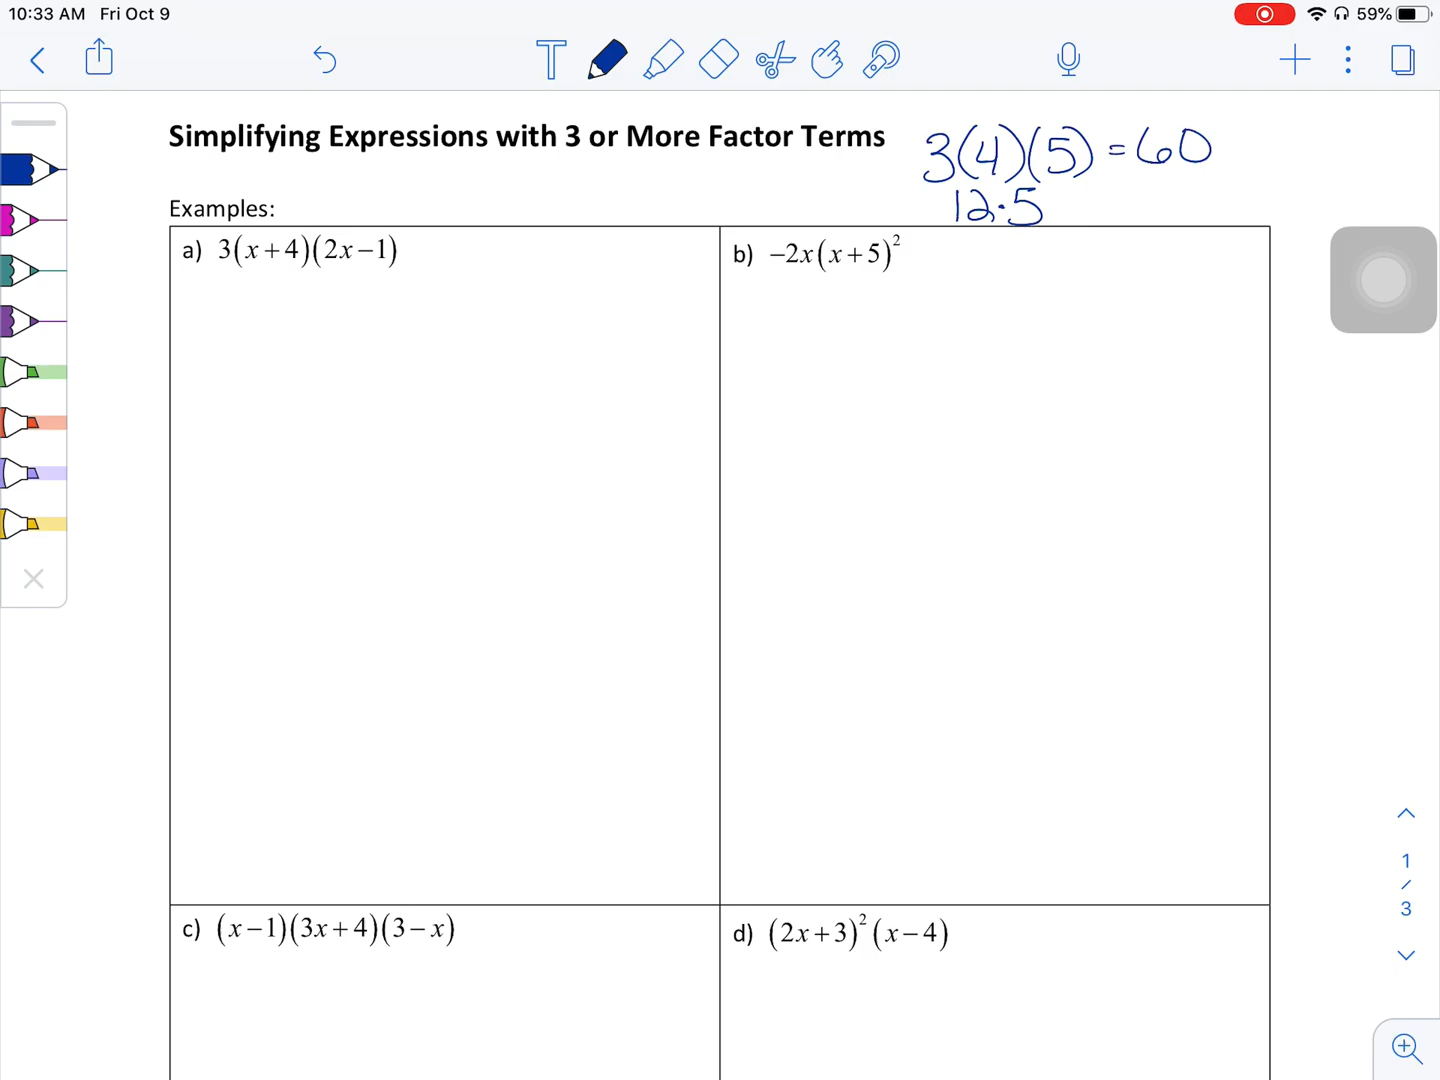 10:33 AM Fri Oct 9
59%
Simplifying Expressions with 3 or More Factor Terms
3(4)(5) = 60
12·5
Examples:
a) 3(x+4)(2x−1)
b) −2x(x+5)²
c) (x−1)(3x+4)(3−x)
d) (2x+3)²(x−4)
1
/
3